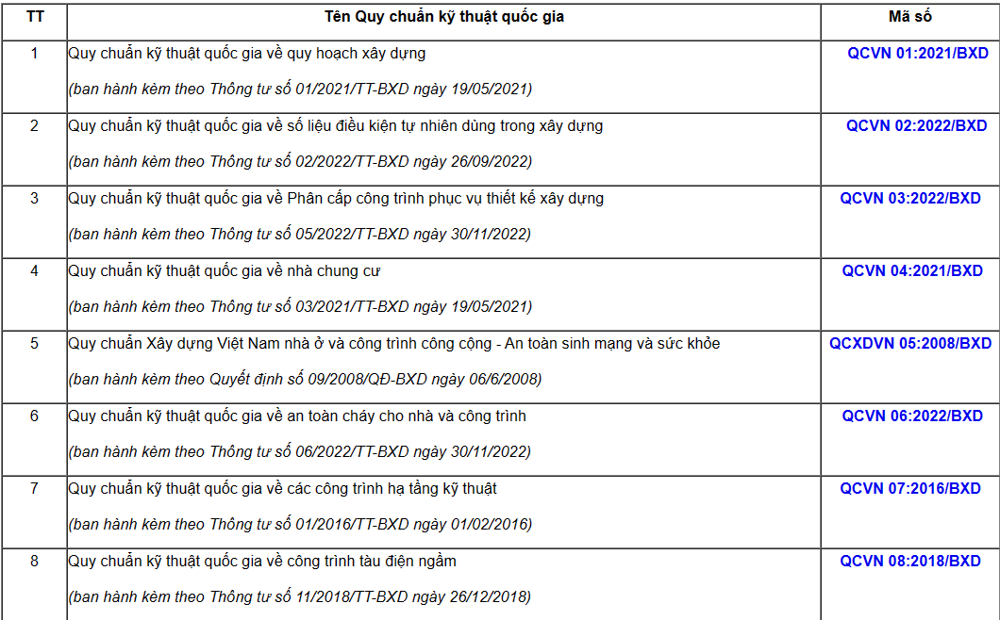 TT Tên Quy chuẩn kỹ thuật quốc gia Mã số
1 Quy chuẩn kỹ thuật quốc gia về quy hoạch xây dựng QCVN 01:2021/BXD
(ban hành kèm theo Thông tư số 01/2021/TT-BXD ngày 19/05/2021)
2 Quy chuẩn kỹ thuật quốc gia về số liệu điều kiện tự nhiên dùng trong xây dựng QCVN 02:2022/BXD
(ban hành kèm theo Thông tư số 02/2022/TT-BXD ngày 26/09/2022)
3 Quy chuẩn kỹ thuật quốc gia về Phân cấp công trình phục vụ thiết kế xây dựng QCVN 03:2022/BXD
(ban hành kèm theo Thông tư số 05/2022/TT-BXD ngày 30/11/2022)
4 Quy chuẩn kỹ thuật quốc gia về nhà chung cư QCVN 04:2021/BXD
(ban hành kèm theo Thông tư số 03/2021/TT-BXD ngày 19/05/2021)
5 Quy chuẩn Xây dựng Việt Nam nhà ở và công trình công cộng - An toàn sinh mạng và sức khỏe QCXDVN 05:2008/BXD
(ban hành kèm theo Quyết định số 09/2008/QĐ-BXD ngày 06/6/2008)
6 Quy chuẩn kỹ thuật quốc gia về an toàn cháy cho nhà và công trình QCVN 06:2022/BXD
(ban hành kèm theo Thông tư số 06/2022/TT-BXD ngày 30/11/2022)
7 Quy chuẩn kỹ thuật quốc gia về các công trình hạ tầng kỹ thuật QCVN 07:2016/BXD
(ban hành kèm theo Thông tư số 01/2016/TT-BXD ngày 01/02/2016)
8 Quy chuẩn kỹ thuật quốc gia về công trình tàu điện ngầm QCVN 08:2018/BXD
(ban hành kèm theo Thông tư số 11/2018/TT-BXD ngày 26/12/2018)